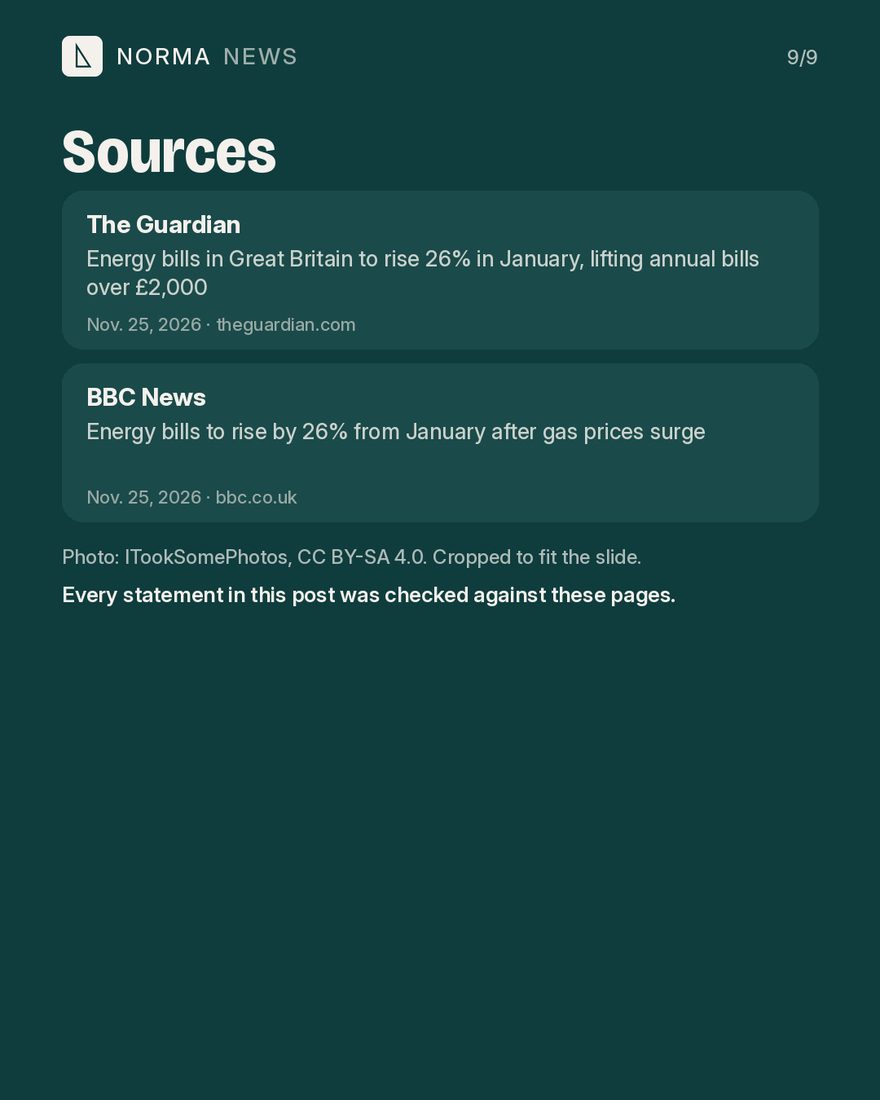 NORMA NEWS
9/9
Sources
The Guardian
Energy bills in Great Britain to rise 26% in January, lifting annual bills
over £2,000
Nov. 25, 2026 · theguardian.com
BBC News
Energy bills to rise by 26% from January after gas prices surge
Nov. 25, 2026 · bbc.co.uk
Photo: ITookSomePhotos, CC BY-SA 4.0. Cropped to fit the slide.
Every statement in this post was checked against these pages.